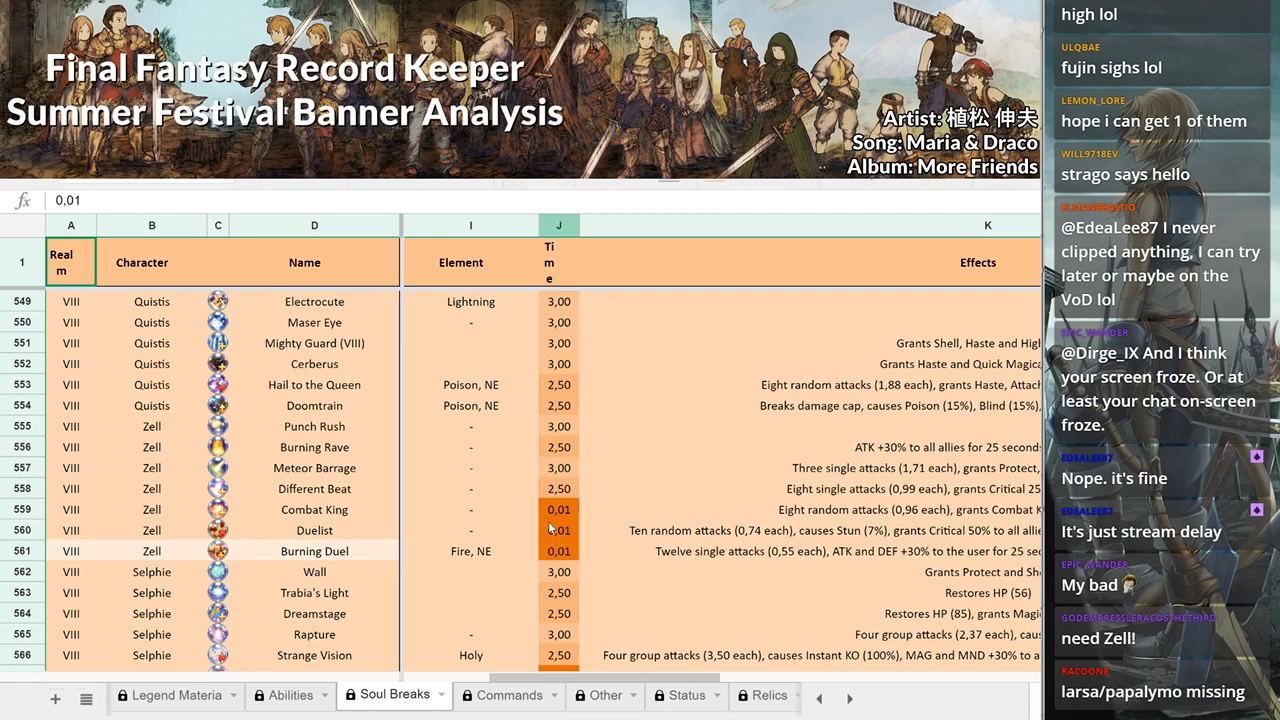 Final Fantasy Record Keeper
Summer Festival Banner Analysis
Artist: 植松 伸夫
Song: Maria & Draco
Album: More Friends
fx 0,01
A B C D I J K
1 Realm Character Name Element Time Effects
549 VIII Quistis Electrocute Lightning 3,00
550 VIII Quistis Maser Eye - 3,00
551 VIII Quistis Mighty Guard (VIII) 3,00 Grants Shell, Haste and High
552 VIII Quistis Cerberus 3,00 Grants Haste and Quick Magica
553 VIII Quistis Hail to the Queen Poison, NE 2,50 Eight random attacks (1,88 each), grants Haste, Attach
554 VIII Quistis Doomtrain Poison, NE 2,50 Breaks damage cap, causes Poison (15%), Blind (15%),
555 VIII Zell Punch Rush - 3,00
556 VIII Zell Burning Rave - 2,50 ATK +30% to all allies for 25 second
557 VIII Zell Meteor Barrage - 3,00 Three single attacks (1,71 each), grants Protect,
558 VIII Zell Different Beat - 2,50 Eight single attacks (0,99 each), grants Critical 25
559 VIII Zell Combat King - 0,01 Eight random attacks (0,96 each), grants Combat K
560 VIII Zell Duelist - ,01 Ten random attacks (0,74 each), causes Stun (7%), grants Critical 50% to all allie
561 VIII Zell Burning Duel Fire, NE 0,01 Twelve single attacks (0,55 each), ATK and DEF +30% to the user for 25 sec
562 VIII Selphie Wall 3,00 Grants Protect and She
563 VIII Selphie Trabia's Light 2,50 Restores HP (56)
564 VIII Selphie Dreamstage 2,50 Restores HP (85), grants Magi
565 VIII Selphie Rapture - 3,00 Four group attacks (2,37 each), caus
566 VIII Selphie Strange Vision Holy 2,50 Four group attacks (3,50 each), causes Instant KO (100%), MAG and MND +30% to a
+ Legend Materia Abilities Soul Breaks Commands Other Status Relics
high lol
ULQBAE
fujin sighs lol
LEMON_LORE
hope i can get 1 of them
WILL9718EV
strago says hello
@EdeaLee87 I never
clipped anything, I can try
later or maybe on the
VoD lol
EPIC_WANDER
@Dirge_IX And I think
your screen froze. Or at
least your chat on-screen
froze.
EDEALEE87
Nope. it's fine
EDEALEE87
It's just stream delay
EPIC_WANDER
My bad
GODEMPRESSLERACOSTHETHIRD
need Zell!
RACOON8
larsa/papalymo missing